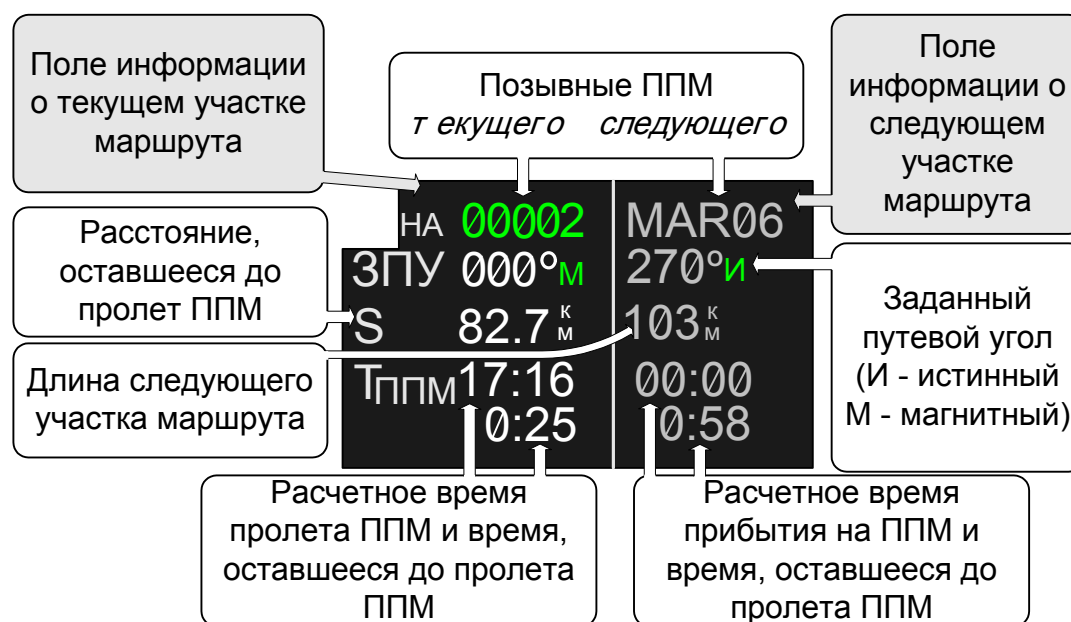 Поле информации
о текущем участке
маршрута
Позывные ППМ
т екущего следующего
Поле
информации о
следующем
участке
маршрута
Расстояние,
оставшееся до
пролет ППМ
Длина следующего
участка маршрута
НА 00002 MAR06
ЗПУ 000°М 270°И
S 82.7 км 103 км
ТППМ 17:16 00:00
0:25 0:58
Заданный
путевой угол
(И - истинный
М - магнитный)
Расчетное время
пролета ППМ и время,
оставшееся до пролета
ППМ
Расчетное время
прибытия на ППМ и
время, оставшееся до
пролета ППМ